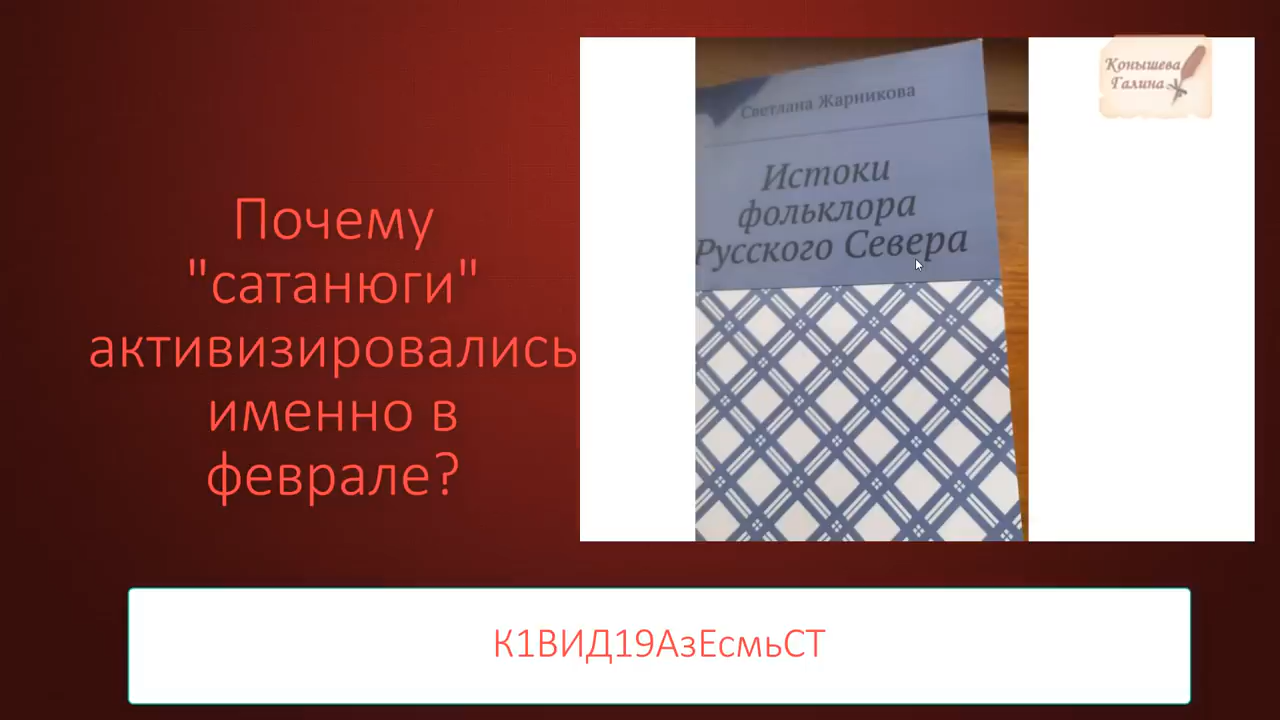 Почему
"сатанюги"
активизировались
именно в
феврале?
Конышева
Галина
Светлана Жарникова
Истоки
фольклора
Русского Севера
К1ВИД19АзЕсмьСТ